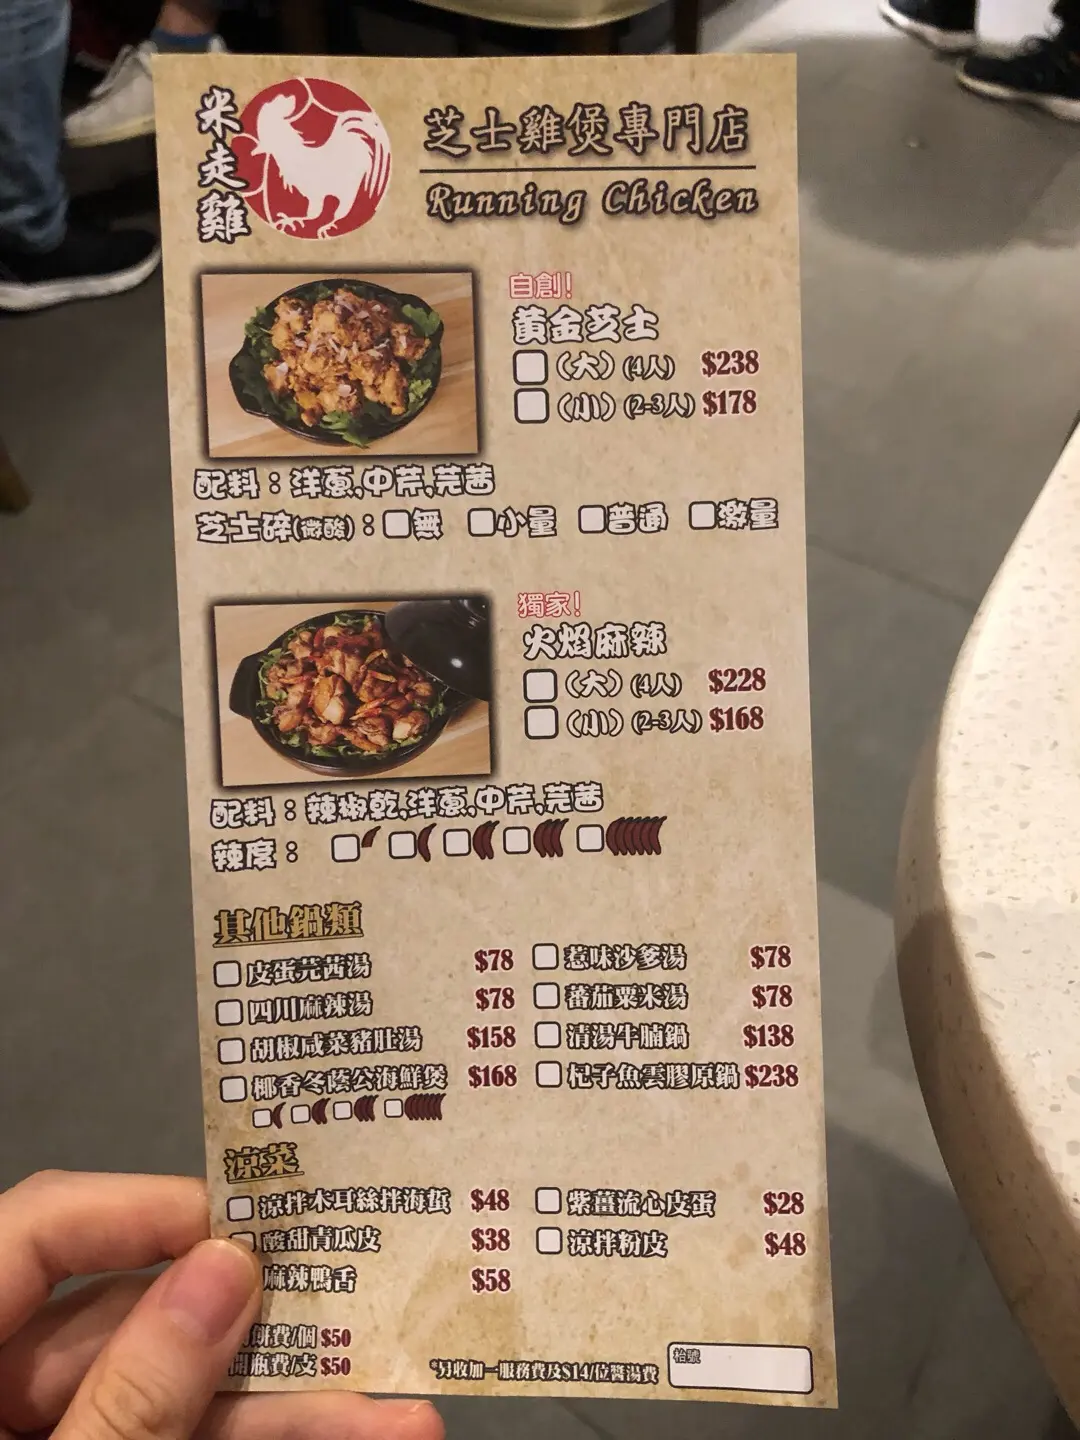 米走雞
芝士雞煲專門店
Running Chicken
自創!
黃金芝士
(大) (4人) $238
(小) (2-3人) $178
配料：洋蔥,中芹,芫茜
芝士碎(微酸)：無 小量 普通 激量
獨家!
火焰麻辣
(大) (4人) $228
(小) (2-3人) $168
配料：辣椒乾,洋蔥,中芹,芫茜
辣度：
其他鍋類
皮蛋芫茜湯 $78
惹味沙爹湯 $78
四川麻辣湯 $78
蕃茄粟米湯 $78
胡椒咸菜豬肚湯 $158
清湯牛腩鍋 $138
椰香冬蔭公海鮮煲 $168
杞子魚雲膠原鍋 $238
涼菜
涼拌木耳絲拌海蜇 $48
紫薑流心皮蛋 $28
酸甜青瓜皮 $38
涼拌粉皮 $48
麻辣鴨舌 $58
餅費/個 $50
開瓶費/支 $50
*另收加一服務費及$14/位醬湯費
枱號